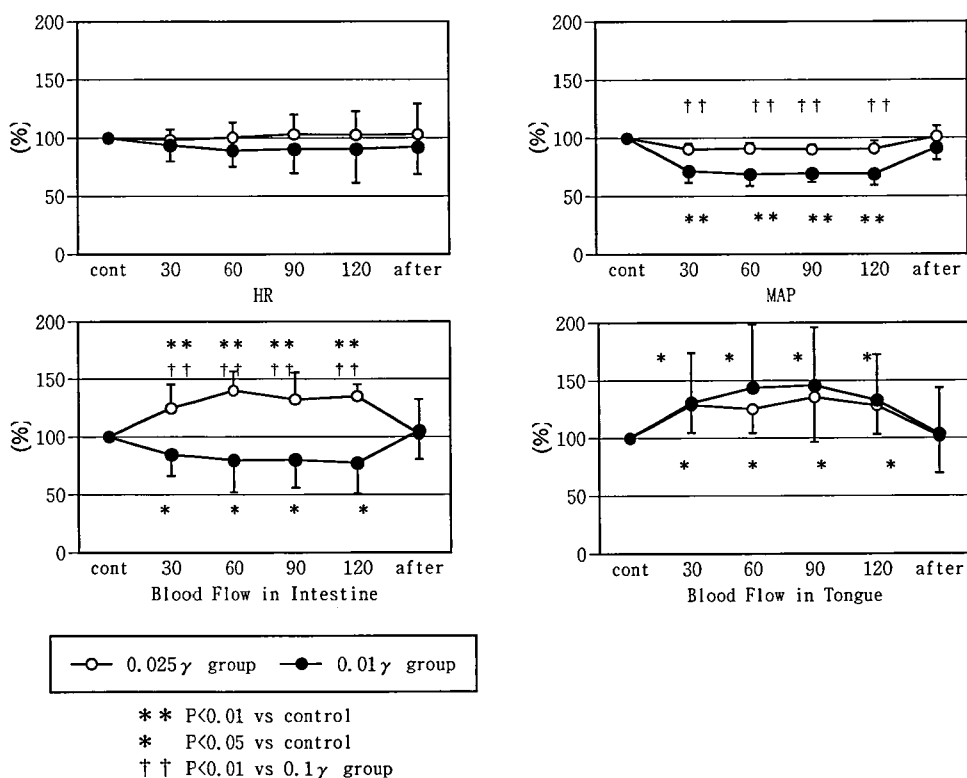 200
150
100
50
0
(%)
cont 30 60 90 120 after
HR
200
150
100
50
0
(%)
†† †† †† ††
** ** ** **
cont 30 60 90 120 after
MAP
200
150
100
50
0
(%)
** ** ** **
†† †† †† ††
* * * *
cont 30 60 90 120 after
Blood Flow in Intestine
200
150
100
50
0
(%)
* * * *
* * * *
cont 30 60 90 120 after
Blood Flow in Tongue
0.025γ group 0.01γ group
** P<0.01 vs control
* P<0.05 vs control
†† P<0.01 vs 0.1γ group